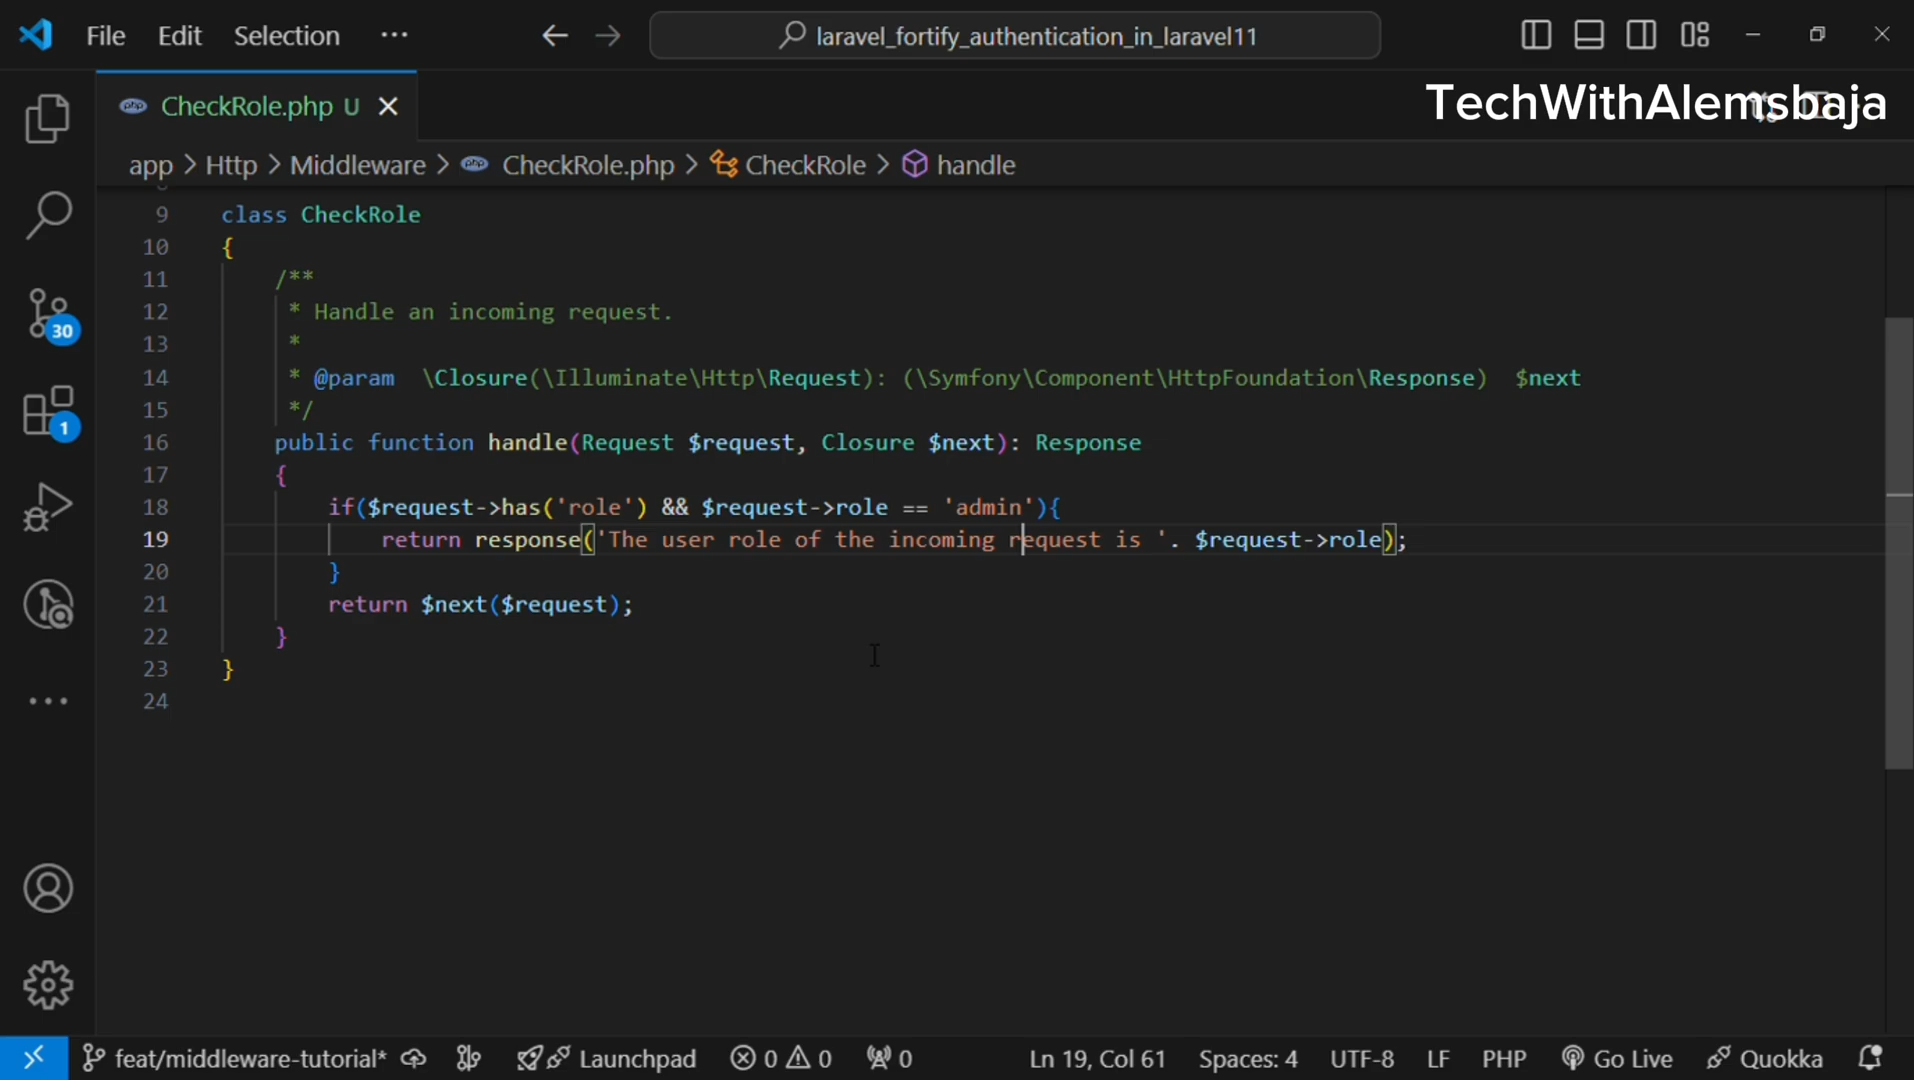 File Edit Selection ··· laravel_fortify_authentication_in_laravel11
CheckRole.php U
TechWithAlemsbaja
app > Http > Middleware > CheckRole.php > CheckRole > handle
9 class CheckRole
10 {
11 /**
12 * Handle an incoming request.
13 *
14 * @param  \Closure(\Illuminate\Http\Request): (\Symfony\Component\HttpFoundation\Response)  $next
15 */
16 public function handle(Request $request, Closure $next): Response
17 {
18 if($request->has('role') && $request->role == 'admin'){
19 return response('The user role of the incoming request is '. $request->role);
20 }
21 return $next($request);
22 }
23 }
24
30
1
feat/middleware-tutorial* Launchpad 0 0 0 Ln 19, Col 61 Spaces: 4 UTF-8 LF PHP Go Live Quokka